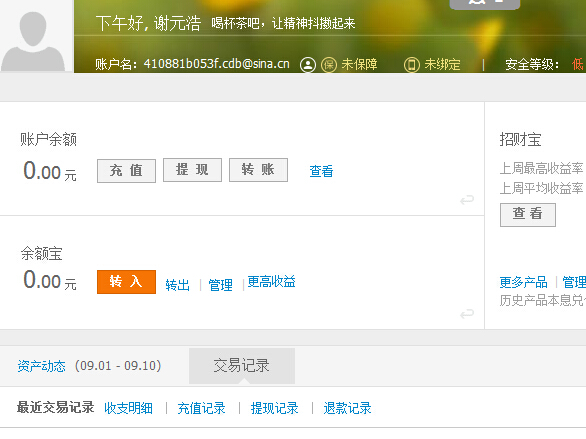 下午好, 谢元浩 喝杯茶吧，让精神抖擞起来
账户名：410881b053f.cdb@sina.cn 保 未保障 未绑定 | 安全等级： 低
账户余额
0.00 元 充 值 提 现 转 账 查看
余额宝
0.00 元 转 入 转出 | 管理 | 更高收益
招财宝
上周最高收益率
上周平均收益率
查 看
更多产品 | 管理
历史产品本息兑
资产动态 (09.01 - 09.10) 交易记录
最近交易记录 收支明细 | 充值记录 | 提现记录 | 退款记录